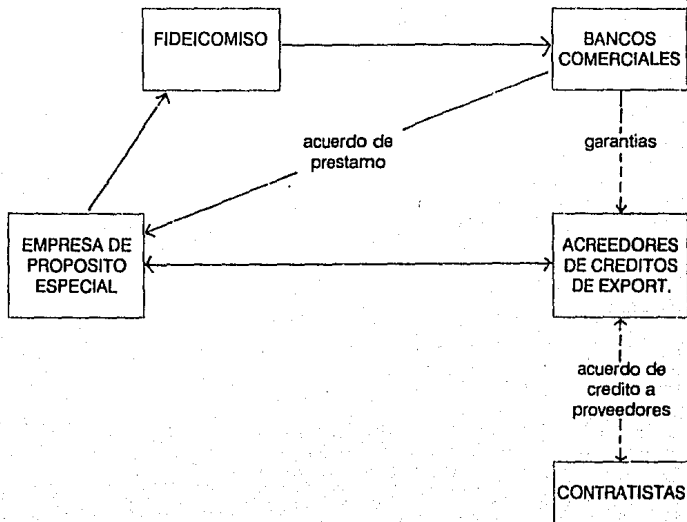 FIDEICOMISO
BANCOS
COMERCIALES
acuerdo de
prestamo
garantias
EMPRESA DE
PROPOSITO
ESPECIAL
ACREEDORES
DE CREDITOS
DE EXPORT.
acuerdo de
credito a
proveedores
CONTRATISTAS